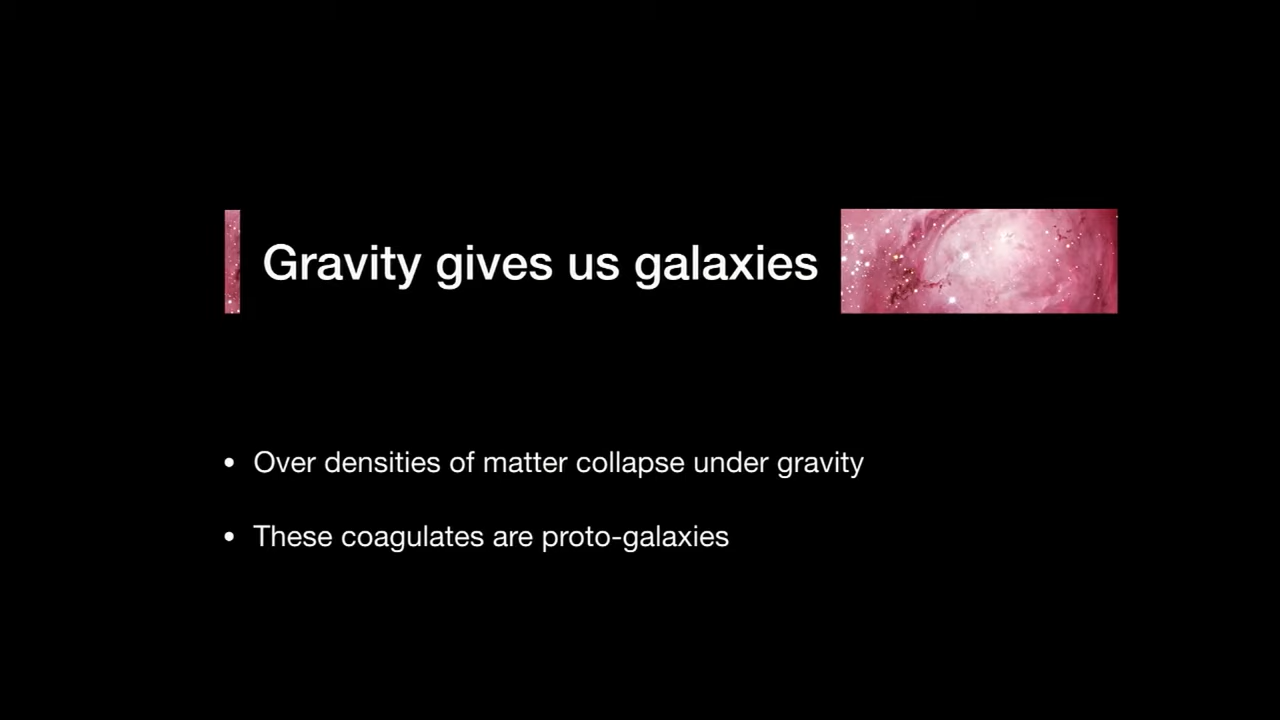 Gravity gives us galaxies
• Over densities of matter collapse under gravity
• These coagulates are proto-galaxies